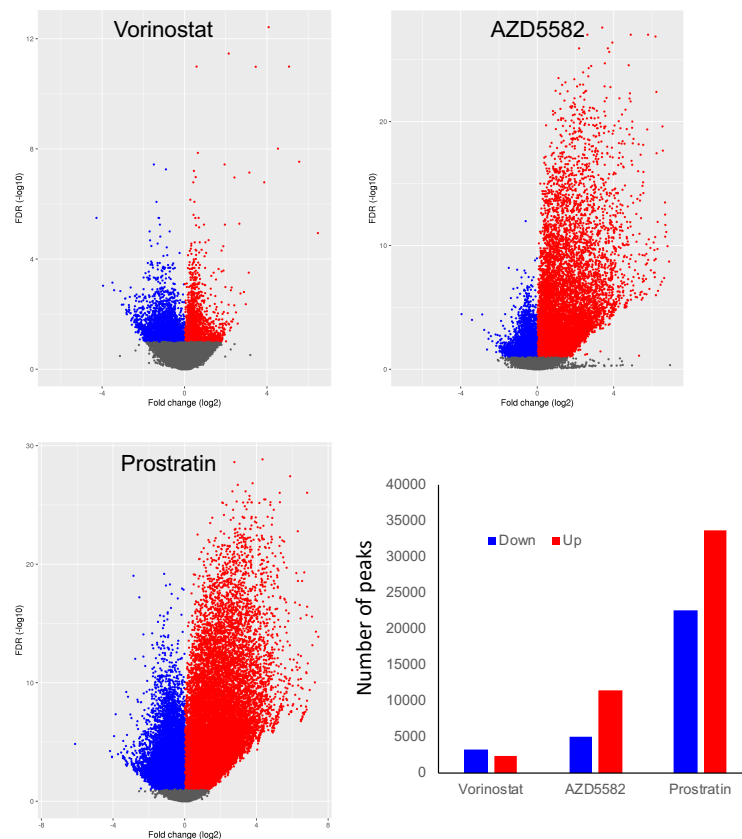 Vorinostat
12
8
4
0
FDR (-log10)
-4
0
4
Fold change (log2)
AZD5582
20
10
0
FDR (-log10)
-4
0
4
Fold change (log2)
Prostratin
30
20
10
0
FDR (-log10)
-8
-4
0
4
8
Fold change (log2)
40000
35000
30000
25000
20000
15000
10000
5000
0
Number of peaks
Down Up
Vorinostat AZD5582 Prostratin